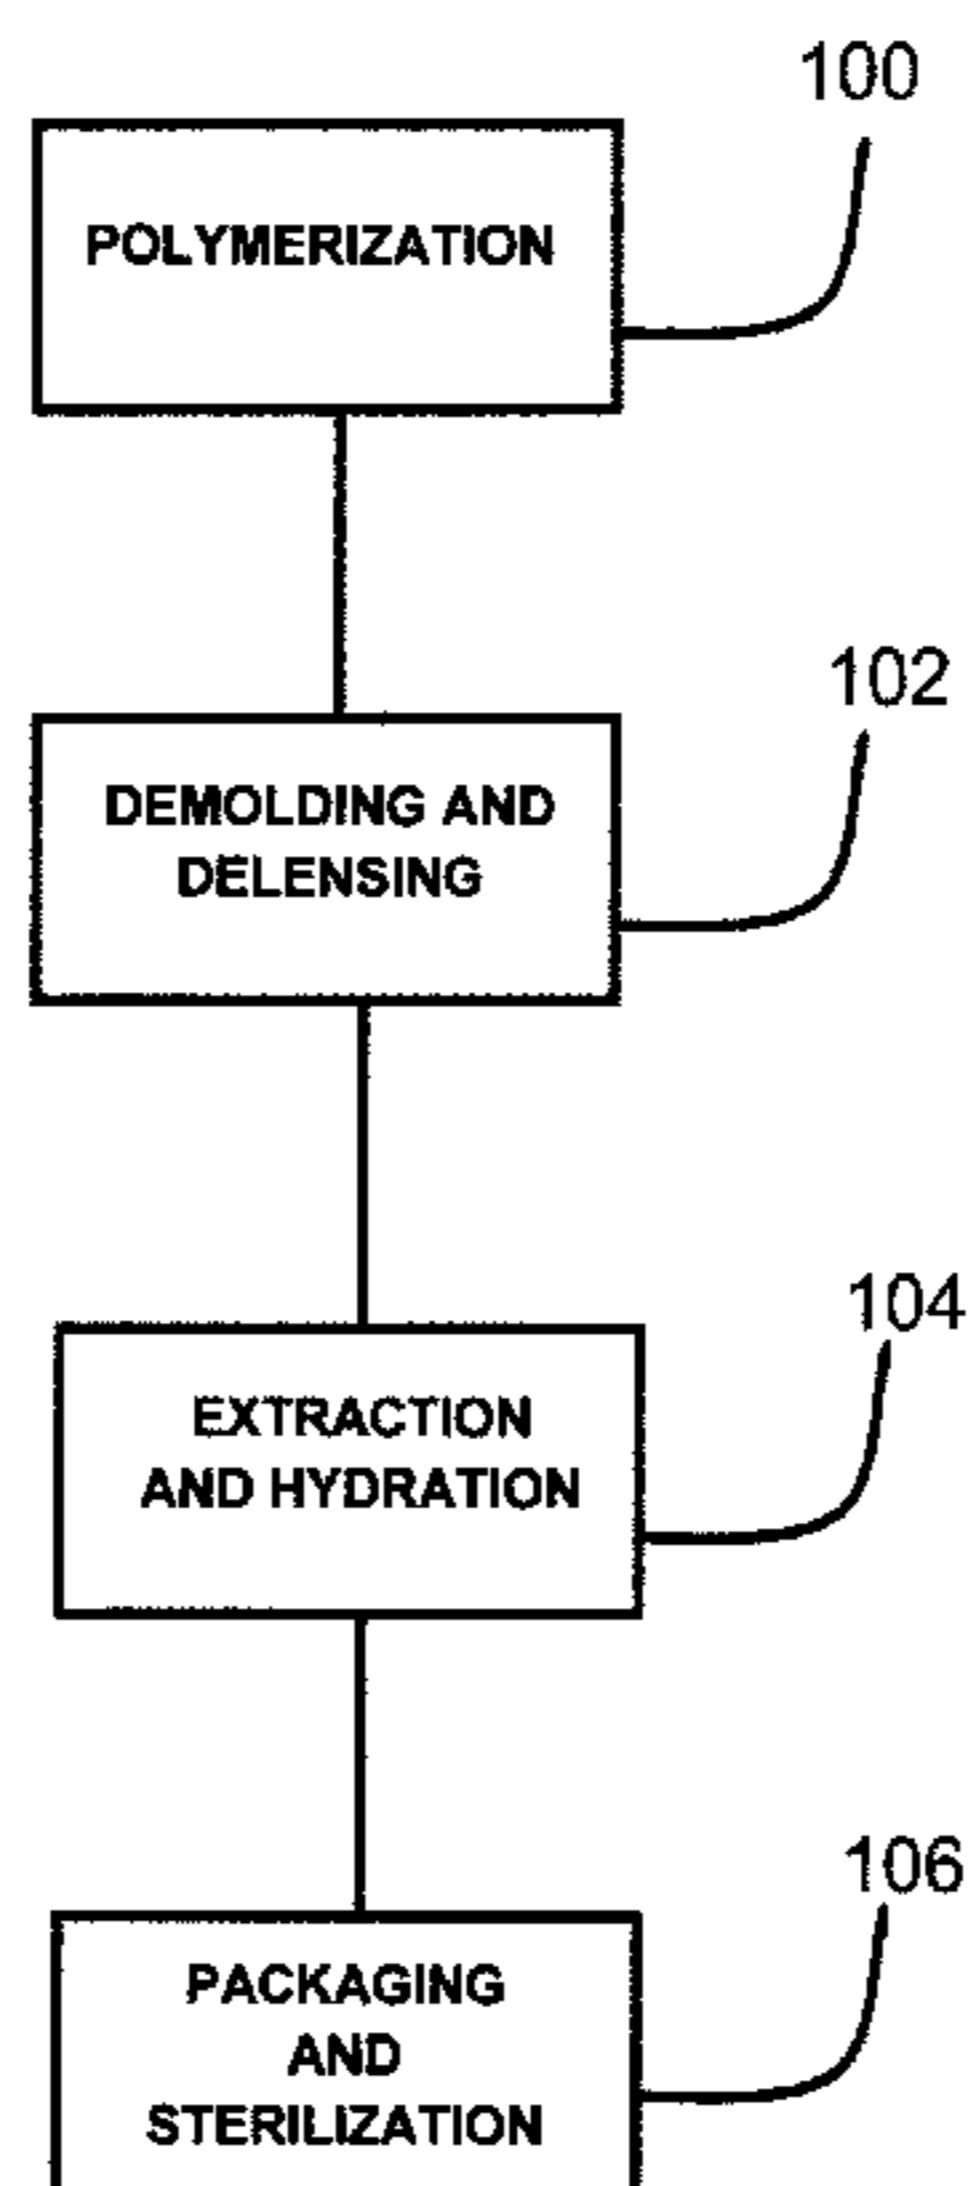 100
POLYMERIZATION
102
DEMOLDING AND
DELENSING
104
EXTRACTION
AND HYDRATION
106
PACKAGING
AND
STERILIZATION